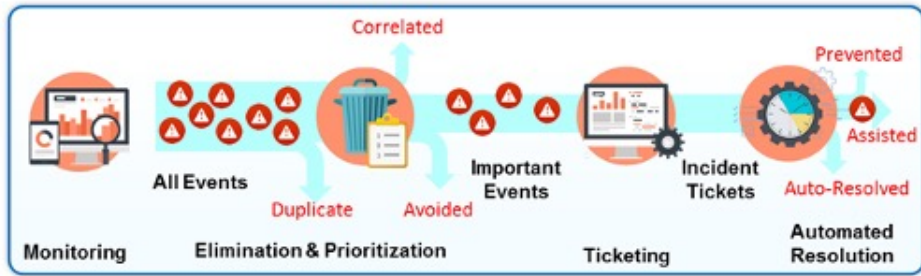 Correlated
Prevented
Assisted
All Events
Important
Events
Incident
Tickets
Duplicate
Avoided
Auto-Resolved
Monitoring
Elimination & Prioritization
Ticketing
Automated
Resolution